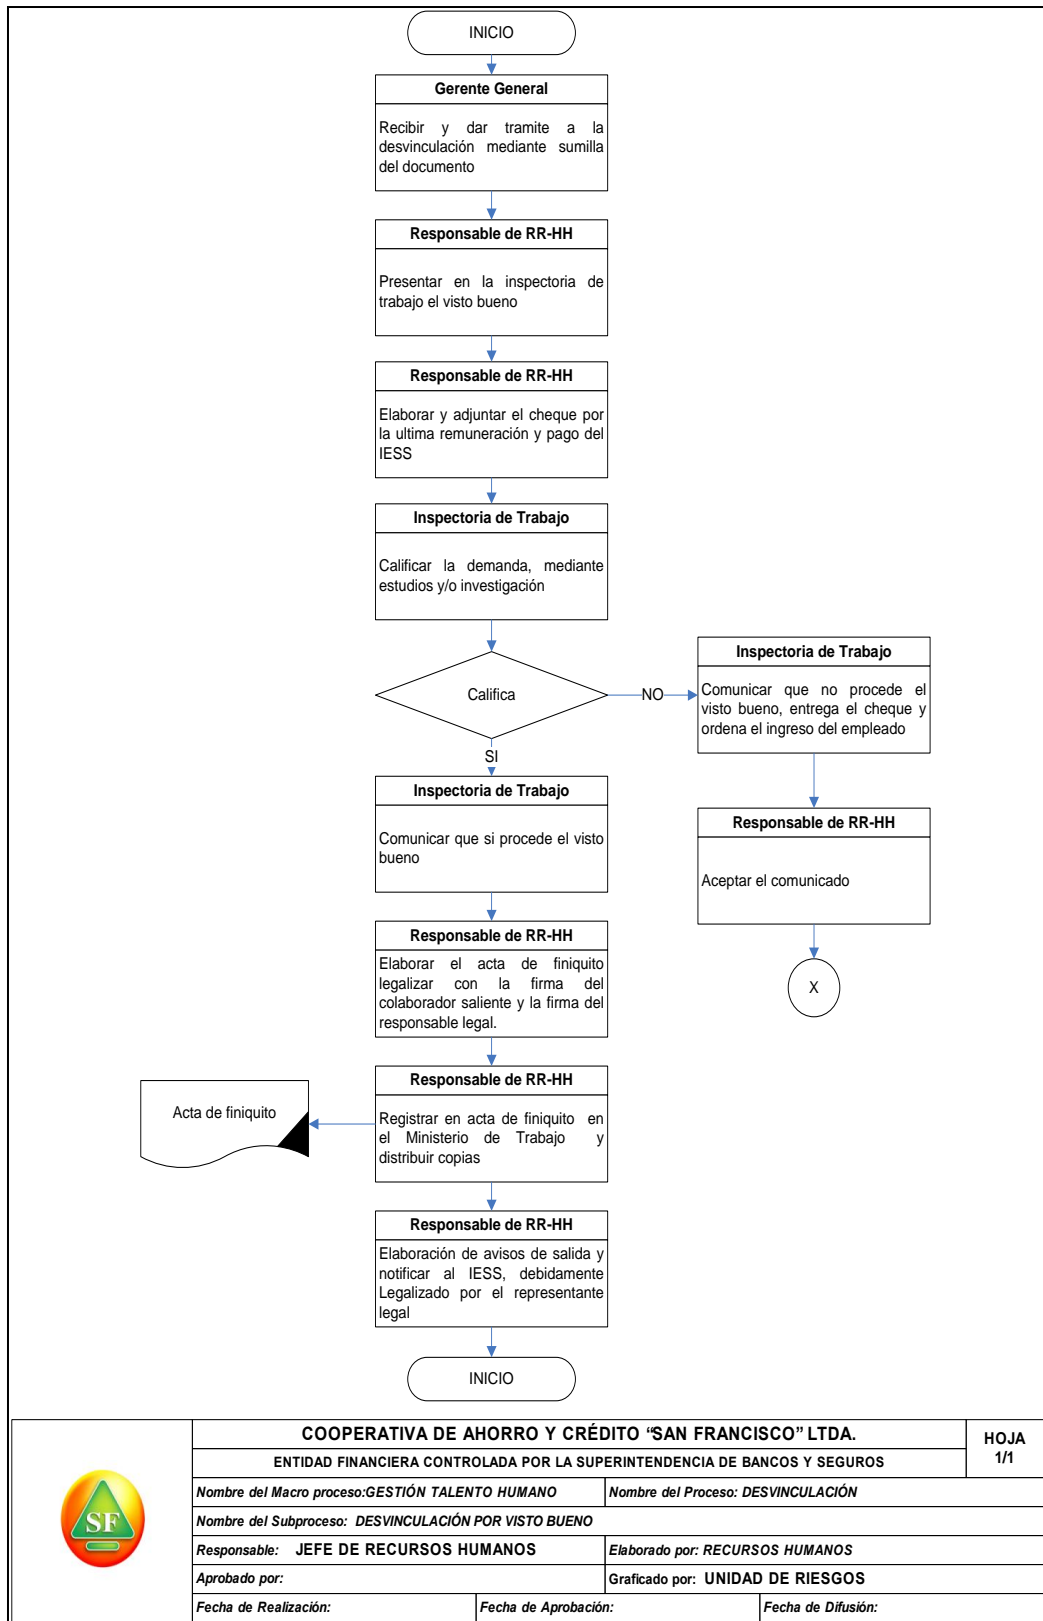 INICIO
Gerente General
Recibir y dar tramite a la
desvinculación mediante sumilla
del documento
Responsable de RR-HH
Presentar en la inspectoria de
trabajo el visto bueno
Responsable de RR-HH
Elaborar y adjuntar el cheque por
la ultima remuneración y pago del
IESS
Inspectoria de Trabajo
Calificar la demanda, mediante
estudios y/o investigación
Califica
NO
Inspectoria de Trabajo
Comunicar que no procede el
visto bueno, entrega el cheque y
ordena el ingreso del empleado
Responsable de RR-HH
Aceptar el comunicado
X
SI
Inspectoria de Trabajo
Comunicar que si procede el visto
bueno
Responsable de RR-HH
Elaborar el acta de finiquito
legalizar con la firma del
colaborador saliente y la firma del
responsable legal.
Responsable de RR-HH
Registrar en acta de finiquito en
el Ministerio de Trabajo y
distribuir copias
Acta de finiquito
Responsable de RR-HH
Elaboración de avisos de salida y
notificar al IESS, debidamente
Legalizado por el representante
legal
INICIO
SF
COOPERATIVA DE AHORRO Y CRÉDITO “SAN FRANCISCO” LTDA.
HOJA
1/1
ENTIDAD FINANCIERA CONTROLADA POR LA SUPERINTENDENCIA DE BANCOS Y SEGUROS
Nombre del Macro proceso:GESTIÓN TALENTO HUMANO
Nombre del Proceso: DESVINCULACIÓN
Nombre del Subproceso: DESVINCULACIÓN POR VISTO BUENO
Responsable: JEFE DE RECURSOS HUMANOS
Elaborado por: RECURSOS HUMANOS
Aprobado por:
Graficado por: UNIDAD DE RIESGOS
Fecha de Realización:
Fecha de Aprobación:
Fecha de Difusión: